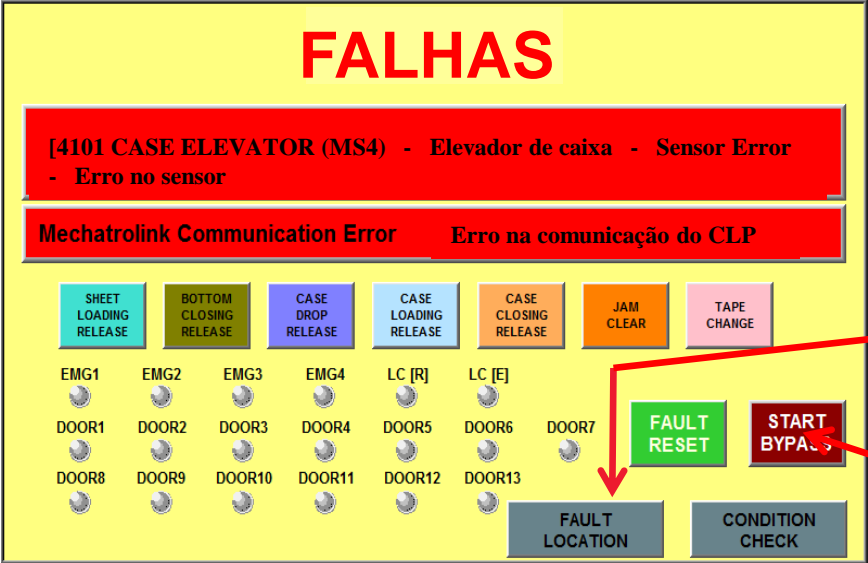 FALHAS
[4101 CASE ELEVATOR (MS4) - Elevador de caixa - Sensor Error
- Erro no sensor
Mechatrolink Communication Error Erro na comunicação do CLP
SHEET
LOADING
RELEASE
BOTTOM
CLOSING
RELEASE
CASE
DROP
RELEASE
CASE
LOADING
RELEASE
CASE
CLOSING
RELEASE
JAM
CLEAR
TAPE
CHANGE
EMG1 EMG2 EMG3 EMG4 LC [R] LC [E]
DOOR1 DOOR2 DOOR3 DOOR4 DOOR5 DOOR6 DOOR7
FAULT
RESET
START
BYPASS
DOOR8 DOOR9 DOOR10 DOOR11 DOOR12 DOOR13
FAULT
LOCATION
CONDITION
CHECK